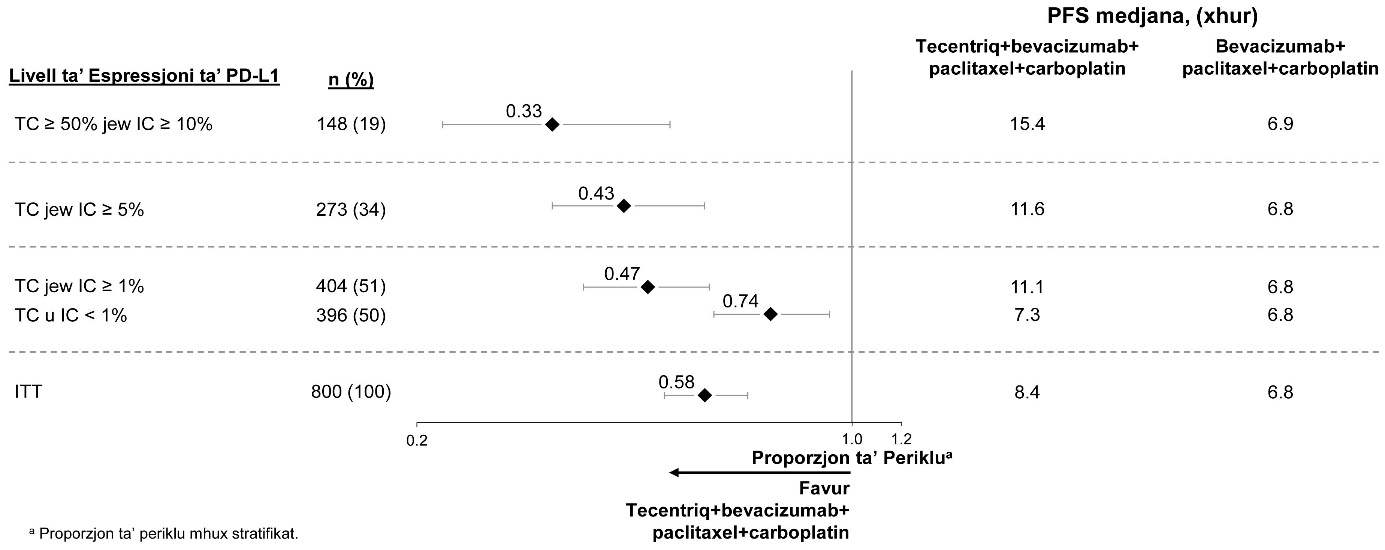 PFS medjana, (xhur)
Tecentriq+bevacizumab+ Bevacizumab+
paclitaxel+carboplatin paclitaxel+carboplatin
Livell ta’ Espressjoni ta’ PD-L1 n (%)
TC ≥ 50% jew IC ≥ 10% 148 (19) 0.33 15.4 6.9
TC jew IC ≥ 5% 273 (34) 0.43 11.6 6.8
TC jew IC ≥ 1% 404 (51) 0.47 11.1 6.8
TC u IC < 1% 396 (50) 0.74 7.3 6.8
ITT 800 (100) 0.58 8.4 6.8
0.2 1.0 1.2
Proporzjon ta’ Perikluᵃ
Favur
Tecentriq+bevacizumab+
paclitaxel+carboplatin
ᵃ Proporzjon ta’ periklu mhux stratifikat.